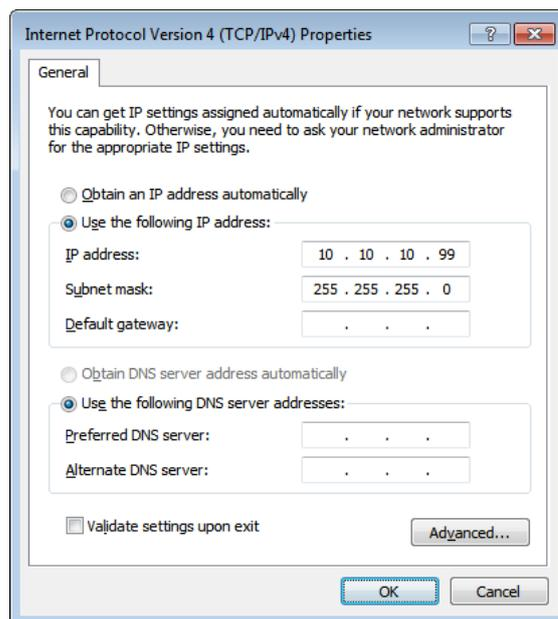 Internet Protocol Version 4 (TCP/IPv4) Properties
General
You can get IP settings assigned automatically if your network supports
this capability. Otherwise, you need to ask your network administrator
for the appropriate IP settings.
Obtain an IP address automatically
Use the following IP address:
IP address: 10 . 10 . 10 . 99
Subnet mask: 255 . 255 . 255 . 0
Default gateway: . . .
Obtain DNS server address automatically
Use the following DNS server addresses:
Preferred DNS server: . . .
Alternate DNS server: . . .
Validate settings upon exit
Advanced...
OK Cancel